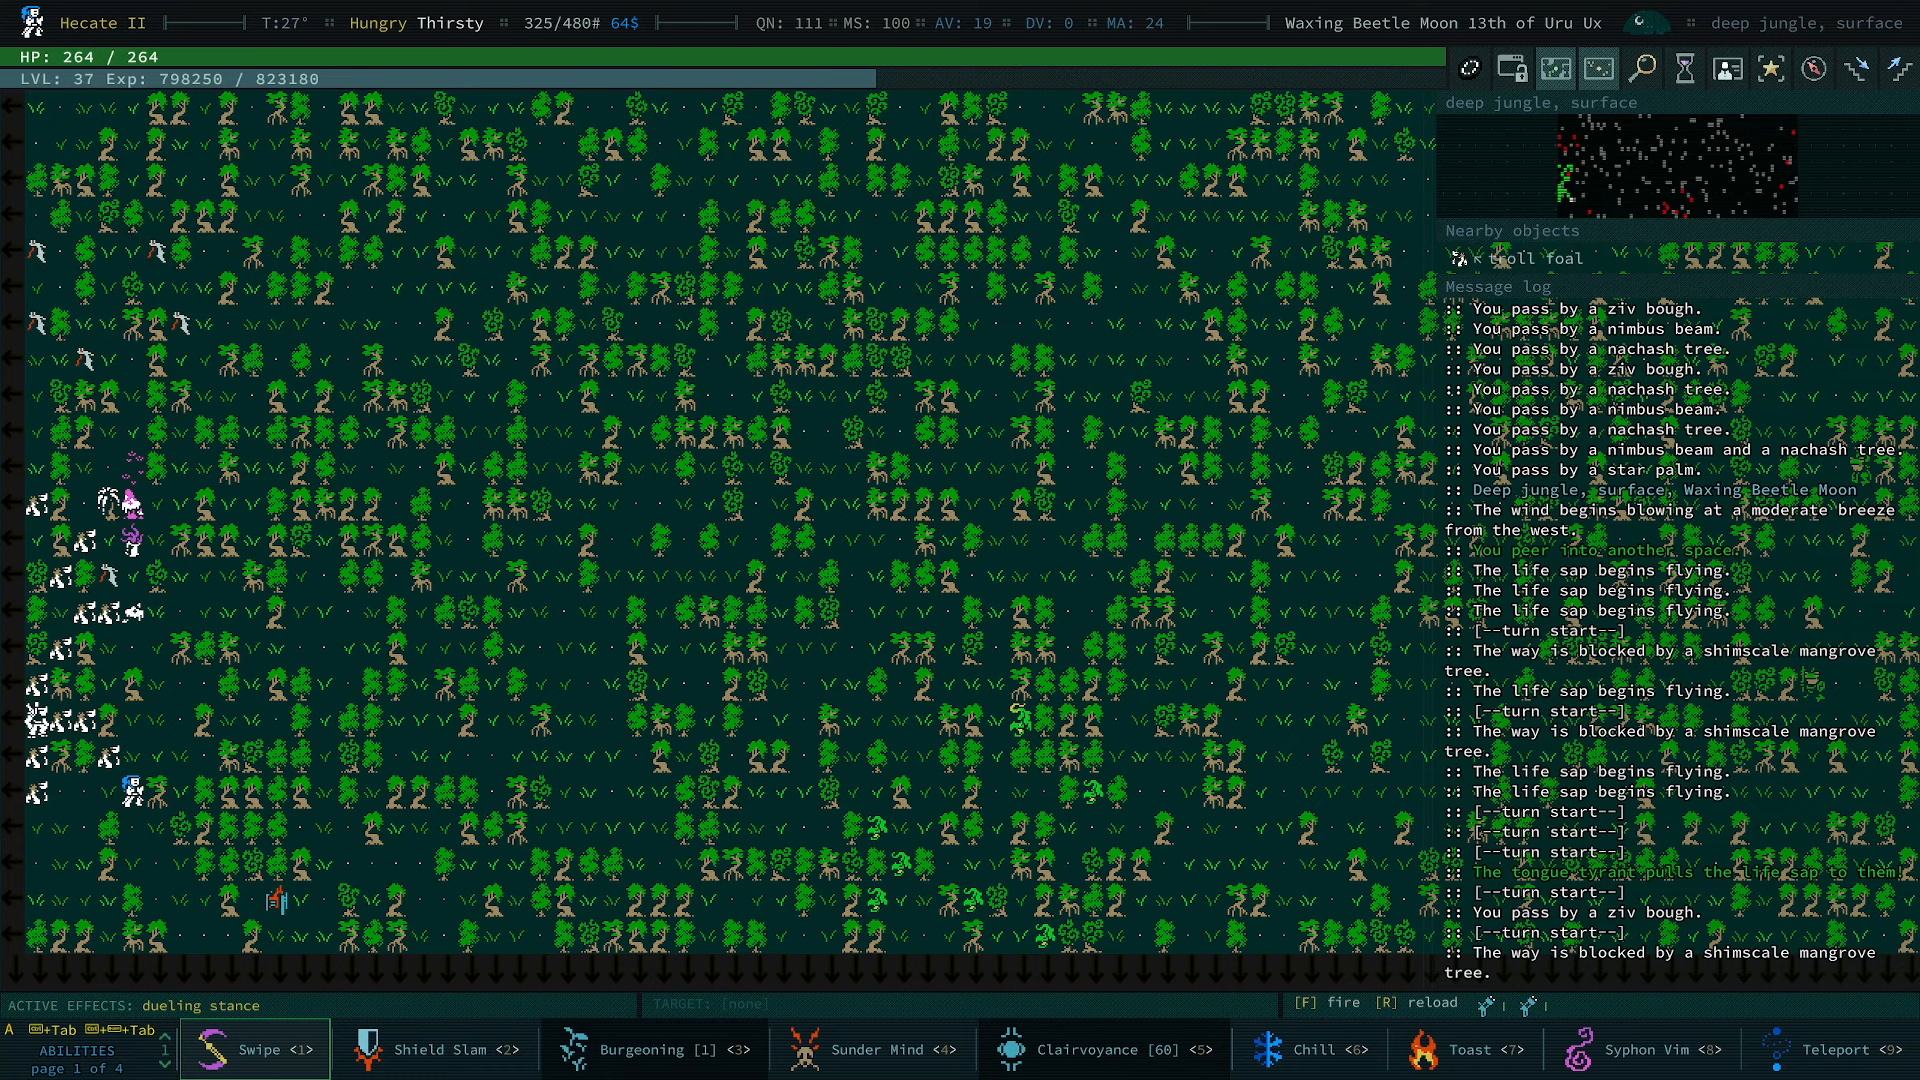 Hecate II T:27° Hungry Thirsty 325/480# 64$ QN: 111 MS: 100 AV: 19 DV: 0 MA: 24 Waxing Beetle Moon 13th of Uru Ux deep jungle, surface
HP: 264 / 264
LVL: 37 Exp: 798250 / 823180
deep jungle, surface
Nearby objects
troll foal
Message log
:: You pass by a ziv bough.
:: You pass by a nimbus beam.
:: You pass by a nachash tree.
:: You pass by a ziv bough.
:: You pass by a nachash tree.
:: You pass by a nimbus beam.
:: You pass by a nachash tree.
:: You pass by a nimbus beam and a nachash tree.
:: You pass by a star palm.
:: Deep jungle, surface, Waxing Beetle Moon
:: The wind begins blowing at a moderate breeze
from the west.
:: You peer into another space.
:: The life sap begins flying.
:: The life sap begins flying.
:: The life sap begins flying.
:: [--turn start--]
:: The way is blocked by a shimscale mangrove
tree.
:: The life sap begins flying.
:: [--turn start--]
:: The way is blocked by a shimscale mangrove
tree.
:: The life sap begins flying.
:: The life sap begins flying.
:: [--turn start--]
:: [--turn start--]
:: [--turn start--]
:: The tongue tyrant pulls the life sap to them!
:: [--turn start--]
:: You pass by a ziv bough.
:: [--turn start--]
:: The way is blocked by a shimscale mangrove
tree.
ACTIVE EFFECTS: dueling stance
TARGET: [none]
[F] fire [R] reload
A Ctrl+Tab
ABILITIES 1
page 1 of 4
Swipe <1>
Shield Slam <2>
Burgeoning [1] <3>
Sunder Mind <4>
Clairvoyance [60] <5>
Chill <6>
Toast <7>
Syphon Vim <8>
Teleport <9>